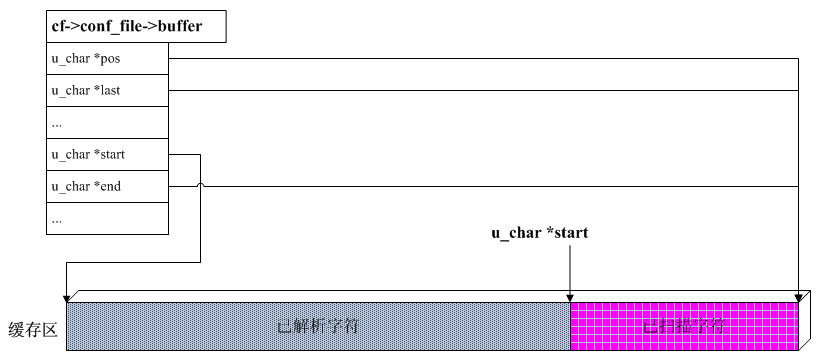 cf->conf_file->buffer
u_char *pos
u_char *last
...
u_char *start
u_char *end
...
u_char *start
缓存区
已解析字符
已扫描字符